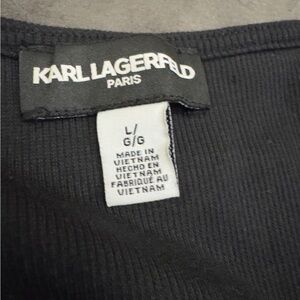 KARL LAGERFELD
PARIS
L/
G/G
MADE IN
VIETNAM
HECHO EN
VIETNAM
FABRIQUÉ AU
VIETNAM